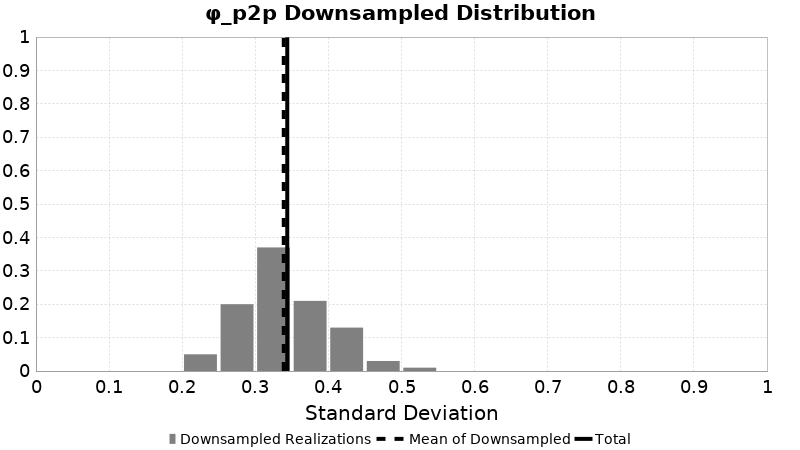 φ_p2p Downsampled Distribution
1
0.9
0.8
0.7
0.6
0.5
0.4
0.3
0.2
0.1
0
0 0.1 0.2 0.3 0.4 0.5 0.6 0.7 0.8 0.9 1
Standard Deviation
Downsampled Realizations Mean of Downsampled Total